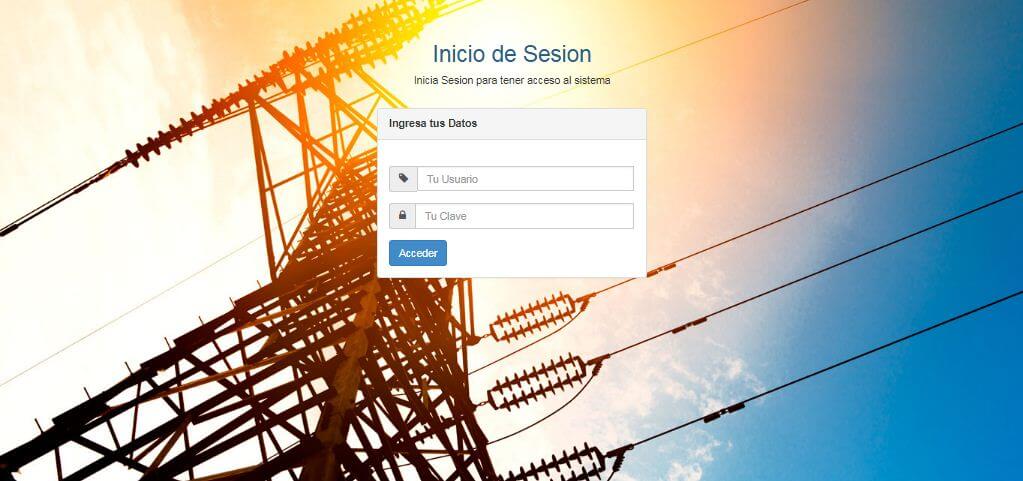 Inicio de Sesion
Inicia Sesion para tener acceso al sistema
Ingresa tus Datos
Tu Usuario
Tu Clave
Acceder